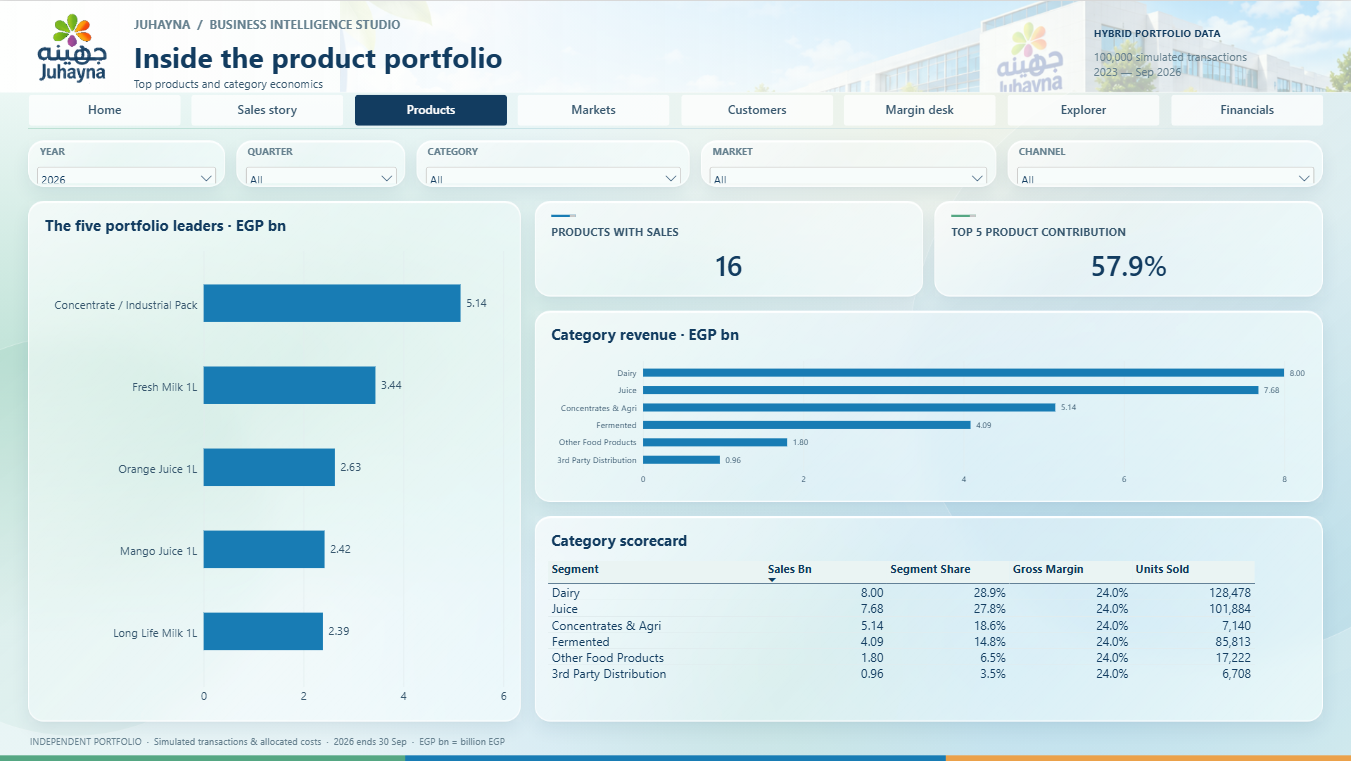 جهينه
Juhayna
JUHAYNA / BUSINESS INTELLIGENCE STUDIO
Inside the product portfolio
Top products and category economics
جهينه
Juhayna
HYBRID PORTFOLIO DATA
100,000 simulated transactions
2023 — Sep 2026
Home
Sales story
Products
Markets
Customers
Margin desk
Explorer
Financials
YEAR
2026
QUARTER
All
CATEGORY
All
MARKET
All
CHANNEL
All
The five portfolio leaders · EGP bn
Concentrate / Industrial Pack 5.14
Fresh Milk 1L 3.44
Orange Juice 1L 2.63
Mango Juice 1L 2.42
Long Life Milk 1L 2.39
0 2 4 6
PRODUCTS WITH SALES
16
TOP 5 PRODUCT CONTRIBUTION
57.9%
Category revenue · EGP bn
Dairy 8.00
Juice 7.68
Concentrates & Agri 5.14
Fermented 4.09
Other Food Products 1.80
3rd Party Distribution 0.96
0 2 4 6 8
Category scorecard
Segment Sales Bn Segment Share Gross Margin Units Sold
Dairy 8.00 28.9% 24.0% 128,478
Juice 7.68 27.8% 24.0% 101,884
Concentrates & Agri 5.14 18.6% 24.0% 7,140
Fermented 4.09 14.8% 24.0% 85,813
Other Food Products 1.80 6.5% 24.0% 17,222
3rd Party Distribution 0.96 3.5% 24.0% 6,708
INDEPENDENT PORTFOLIO · Simulated transactions & allocated costs · 2026 ends 30 Sep · EGP bn = billion EGP